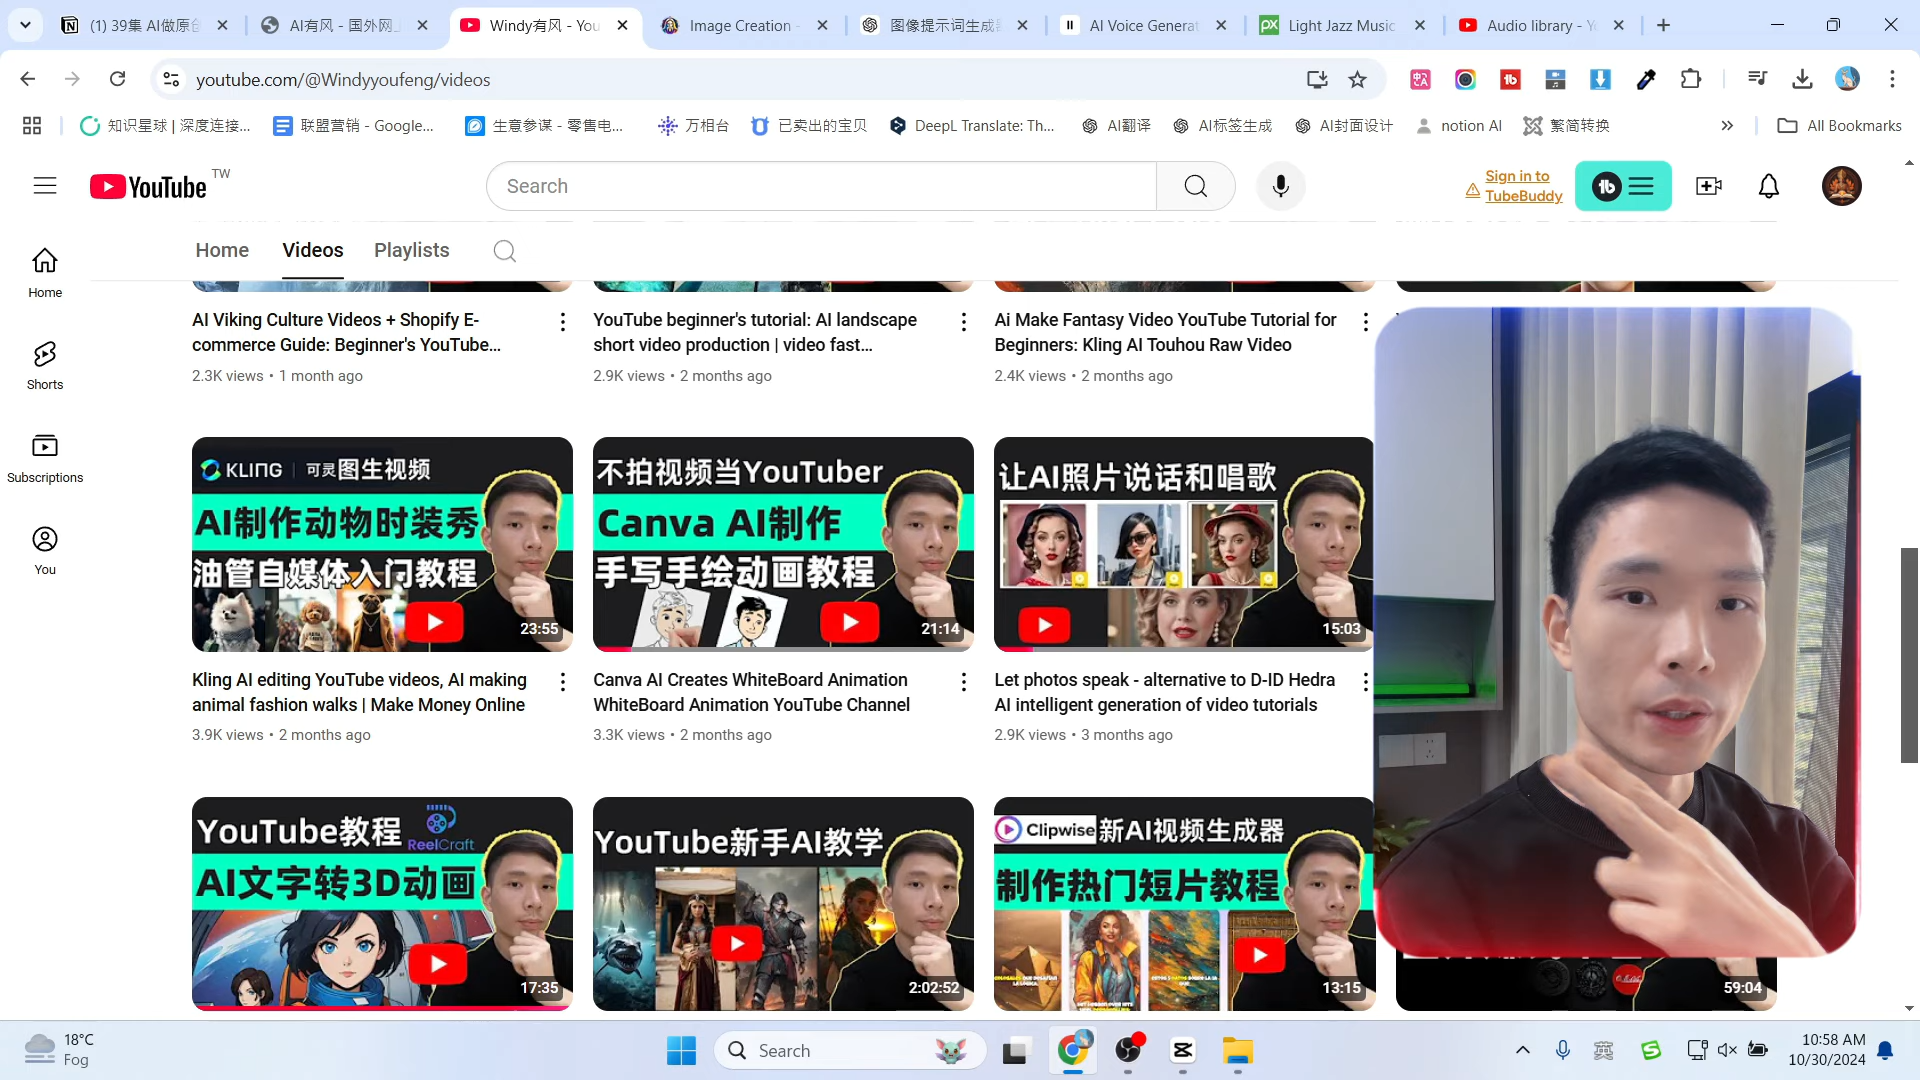 (1) 39集 AI做原创
AI有风 - 国外网上
Windy有风 - You
Image Creation -
图像提示词生成器
AI Voice Generat
Light Jazz Music
Audio library - Y
youtube.com/@Windyyoufeng/videos
知识星球 | 深度连接...
联盟营销 - Google...
生意参谋 - 零售电...
万相台
已卖出的宝贝
DeepL Translate: Th...
AI翻译
AI标签生成
AI封面设计
notion AI
繁简转换
All Bookmarks
YouTube TW
Search
Sign in to
TubeBuddy
Home
Videos
Playlists
Home
Shorts
Subscriptions
You
AI Viking Culture Videos + Shopify E-
commerce Guide: Beginner's YouTube...
2.3K views • 1 month ago
YouTube beginner's tutorial: AI landscape
short video production | video fast...
2.9K views • 2 months ago
Ai Make Fantasy Video YouTube Tutorial for
Beginners: Kling AI Touhou Raw Video
2.4K views • 2 months ago
KLING | 可灵图生视频
AI制作动物时装秀
油管自媒体入门教程
23:55
Kling AI editing YouTube videos, AI making
animal fashion walks | Make Money Online
3.9K views • 2 months ago
不拍视频当YouTuber
Canva AI制作
手写手绘动画教程
21:14
Canva AI Creates WhiteBoard Animation
WhiteBoard Animation YouTube Channel
3.3K views • 2 months ago
让AI照片说话和唱歌
15:03
Let photos speak - alternative to D-ID Hedra
AI intelligent generation of video tutorials
2.9K views • 3 months ago
YouTube教程
ReelCraft
AI文字转3D动画
17:35
YouTube新手AI教学
2:02:52
Clipwise新AI视频生成器
制作热门短片教程
13:15
59:04
18°C
Fog
Search
英
10:58 AM
10/30/2024